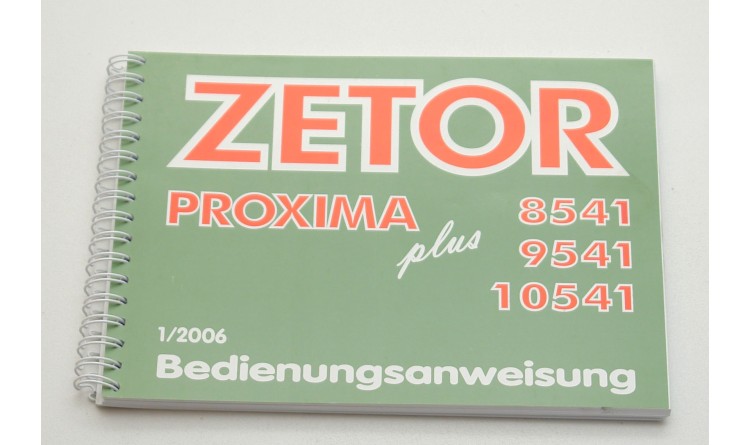 ZETOR
PROXIMA plus 8541
9541
10541
1/2006
Bedienungsanweisung